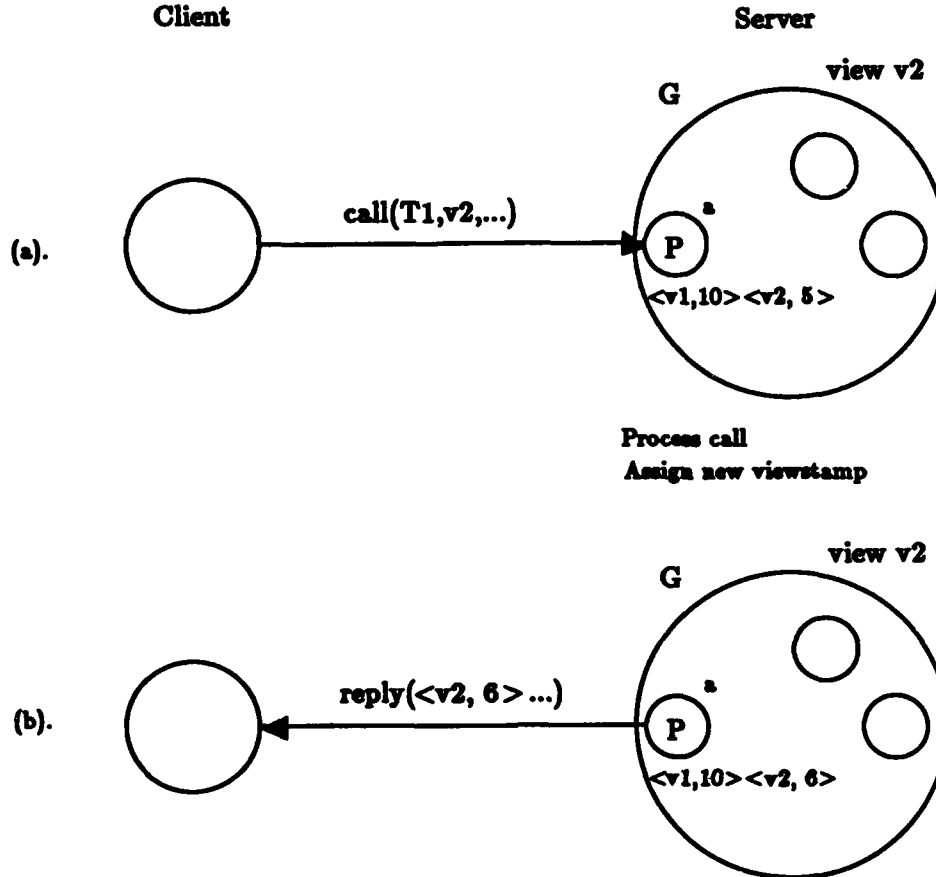 Client
Server
view v2
G
call(T1,v2,...)
a
(a).
P
<v1,10><v2, 5>
Process call
Assign new viewstamp
view v2
G
reply(<v2, 6>...)
a
(b).
P
<v1,10><v2, 6>